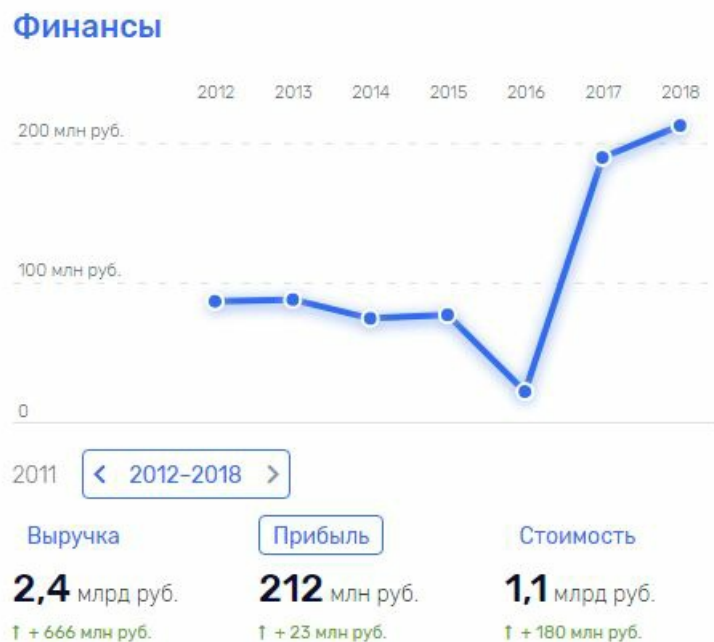 Финансы
2012 2013 2014 2015 2016 2017 2018
200 млн руб.
100 млн руб.
0
2011 < 2012–2018 >
Выручка Прибыль Стоимость
2,4 млрд руб. 212 млн руб. 1,1 млрд руб.
↑ + 666 млн руб. ↑ + 23 млн руб. ↑ + 180 млн руб.